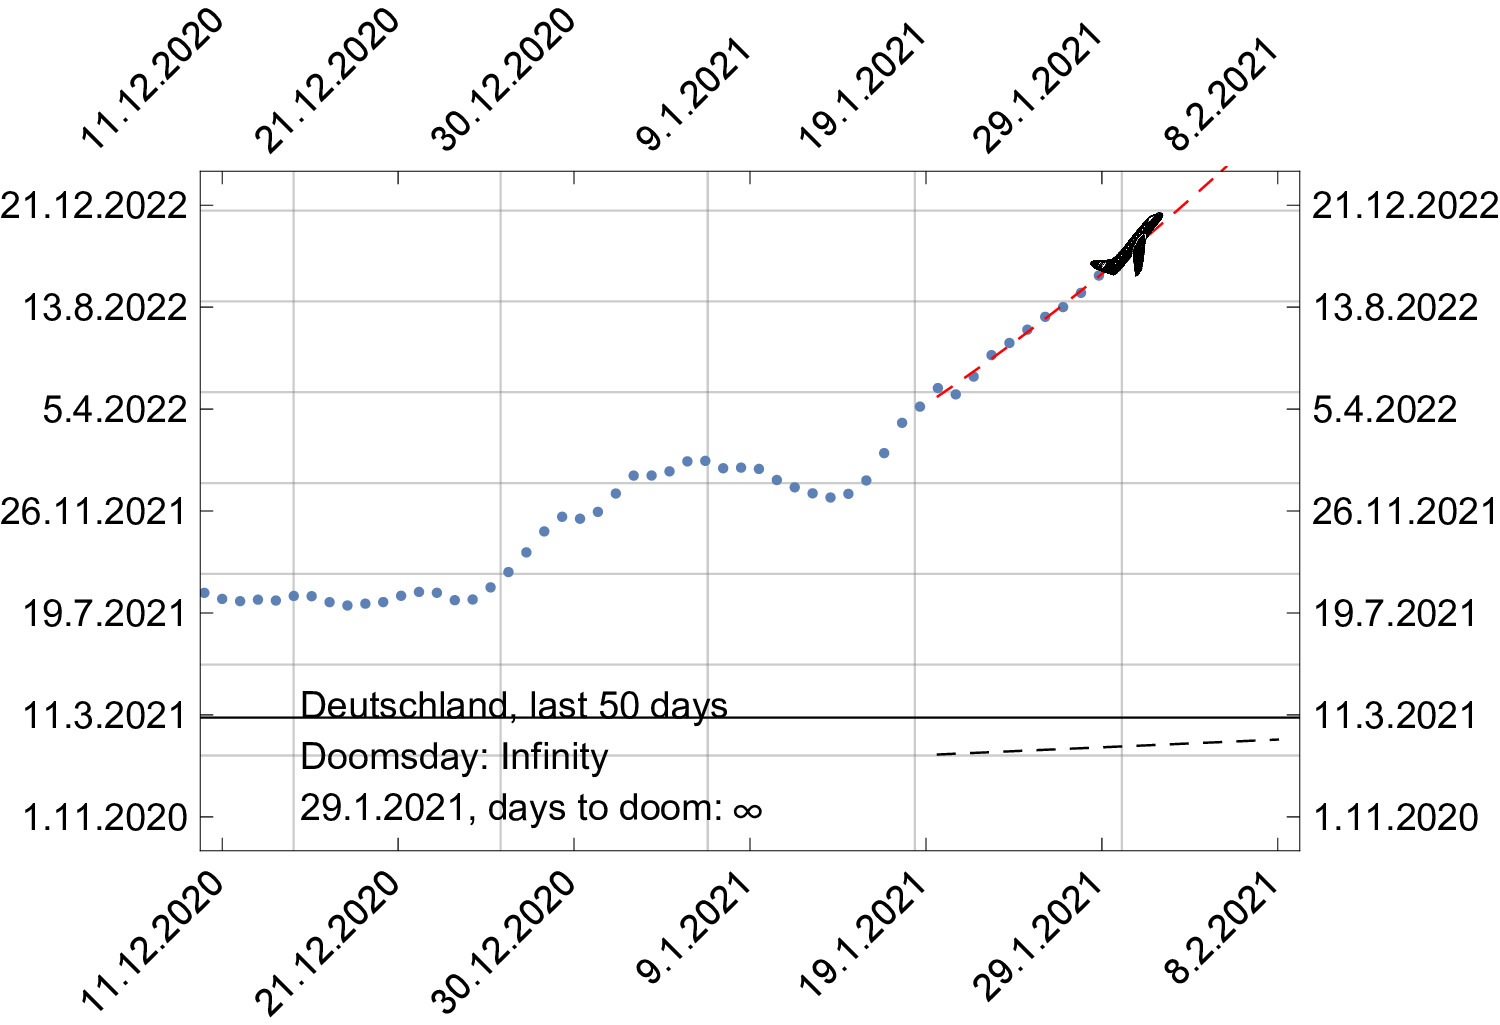 11.12.2020 21.12.2020 30.12.2020 9.1.2021 19.1.2021 29.1.2021 8.2.2021
21.12.2022 21.12.2022
13.8.2022 13.8.2022
5.4.2022 5.4.2022
26.11.2021 26.11.2021
19.7.2021 19.7.2021
Deutschland, last 50 days
11.3.2021 11.3.2021
Doomsday: Infinity
29.1.2021, days to doom: ∞
1.11.2020 1.11.2020
11.12.2020 21.12.2020 30.12.2020 9.1.2021 19.1.2021 29.1.2021 8.2.2021